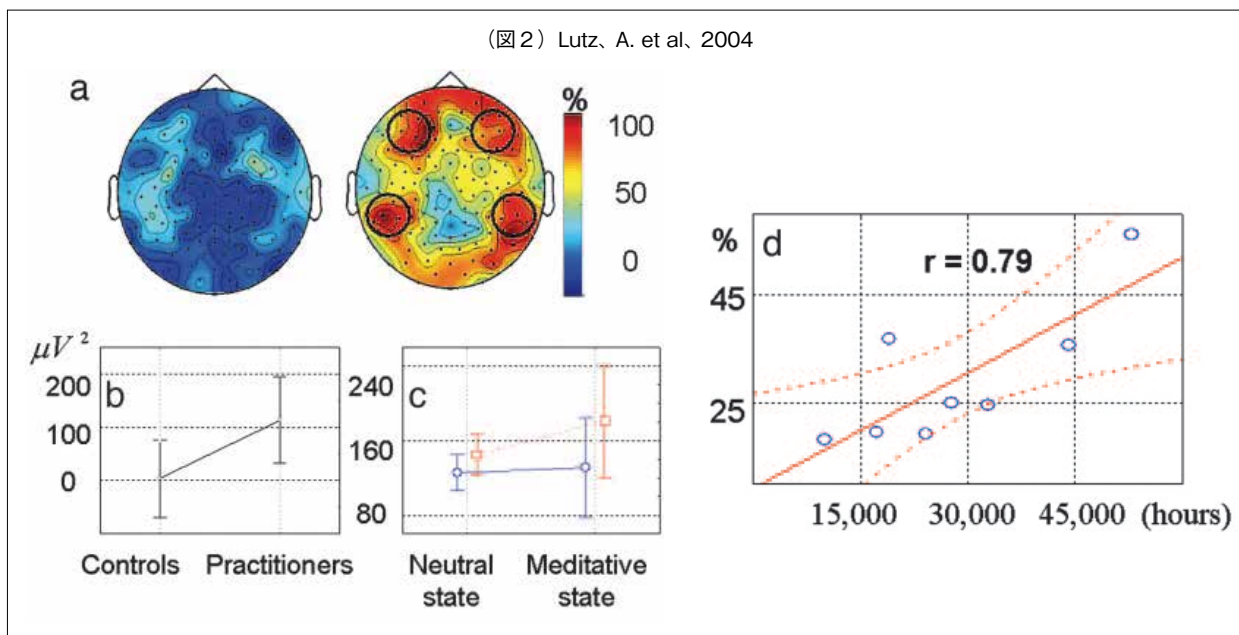 （図２）Lutz、A. et al、2004
a
%
100
50
0
μV²
200
100
0
b
Controls Practitioners
240
160
80
c
Neutral state
Meditative state
%
45
25
d
r = 0.79
15,000 30,000 45,000 (hours)